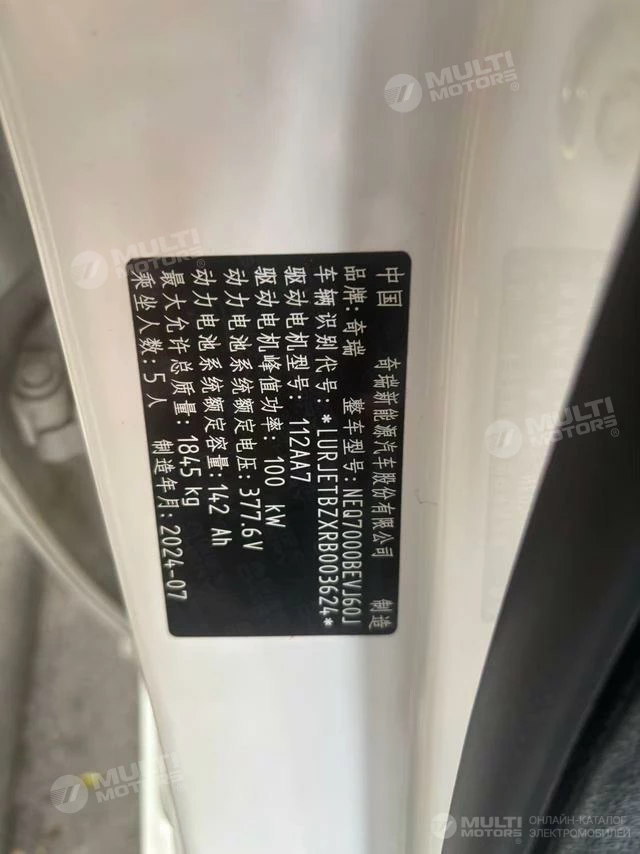 中国 奇瑞新能源汽车股份有限公司 制造
品牌:奇瑞 整车型号:NEQ7000BEVJ60J
车辆识别代号:*LURJETBZXRB003624*
驱动电机型号:112AA7
驱动电机峰值功率:100 kW
动力电池系统额定电压:377.6V
动力电池系统额定容量:142 Ah
最大允许总质量:1845 kg
乘坐人数:5人 制造年月:2024-07
MULTI MOTORS
MULTI MOTORS
MULTI MOTORS
MULTI MOTORS
MULTI MOTORS
MULTI MOTORS
ОНЛАЙН-КАТАЛОГ
ЭЛЕКТРОМОБИЛЕЙ